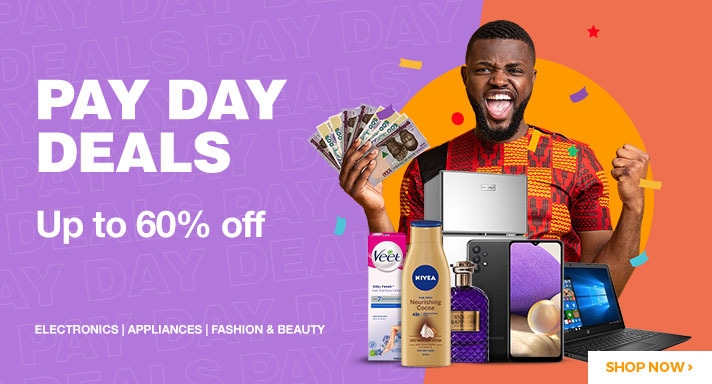 PAY DAY
DEALS
Up to 60% off
ELECTRONICS | APPLIANCES | FASHION & BEAUTY
Veet
NIVEA
Nourishing
Cocoa
SHOP NOW ›